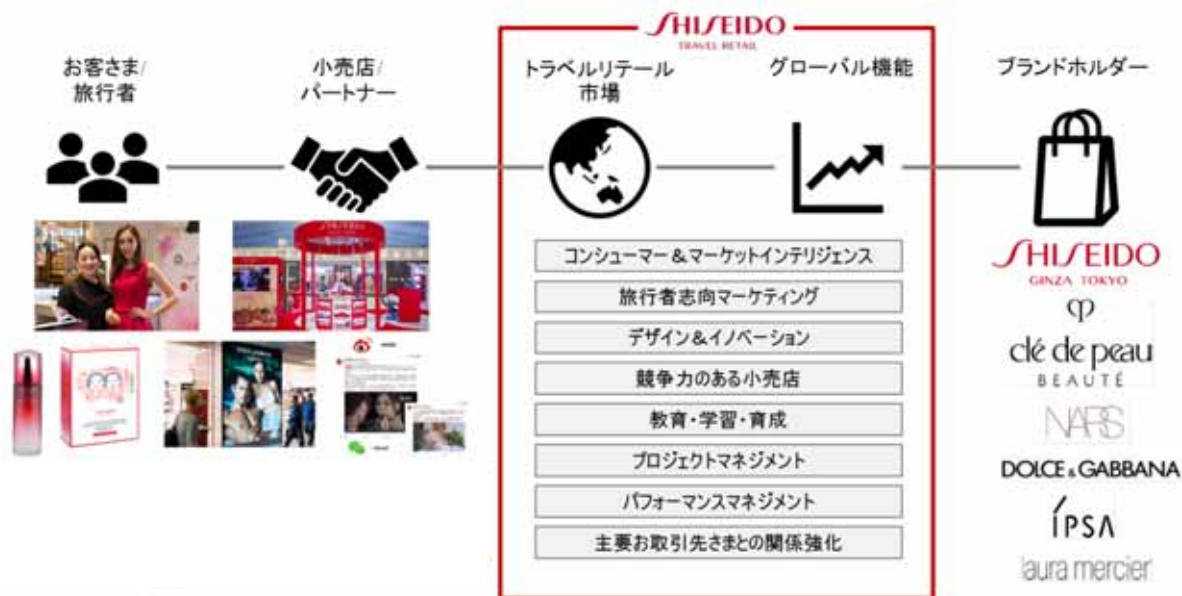 SHISEIDO
TRAVEL RETAIL
お客さま/
旅行者
小売店/
パートナー
トラベルリテール
市場
グローバル機能
ブランドホルダー
コンシューマー&マーケットインテリジェンス
旅行者志向マーケティング
デザイン&イノベーション
競争力のある小売店
教育・学習・育成
プロジェクトマネジメント
パフォーマンスマネジメント
主要お取引先さまとの関係強化
SHISEIDO
GINZA TOKYO
clé de peau
BEAUTÉ
NARS
DOLCE & GABBANA
IPSA
laura mercier